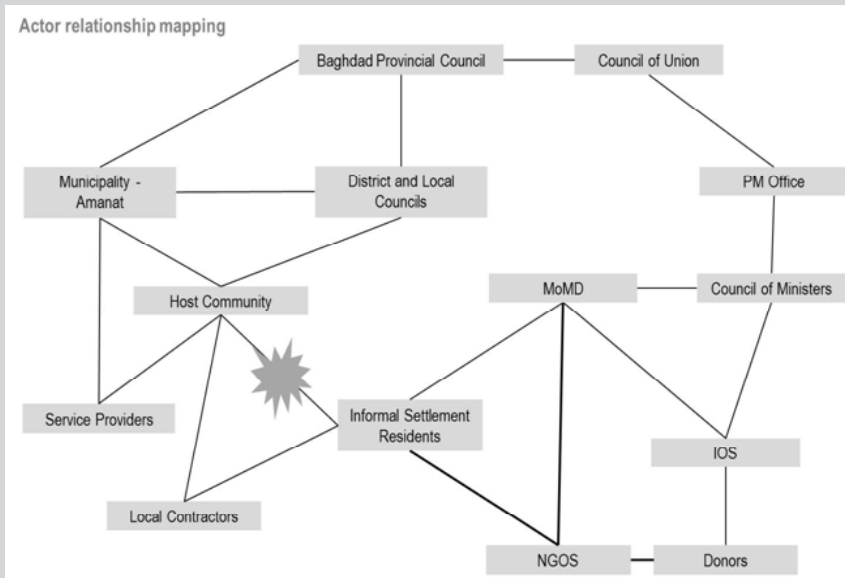 Actor relationship mapping
Baghdad Provincial Council
Council of Union
Municipality -
Amanat
District and Local
Councils
PM Office
Host Community
MoMD
Council of Ministers
Service Providers
Informal Settlement
Residents
IOS
Local Contractors
NGOS
Donors